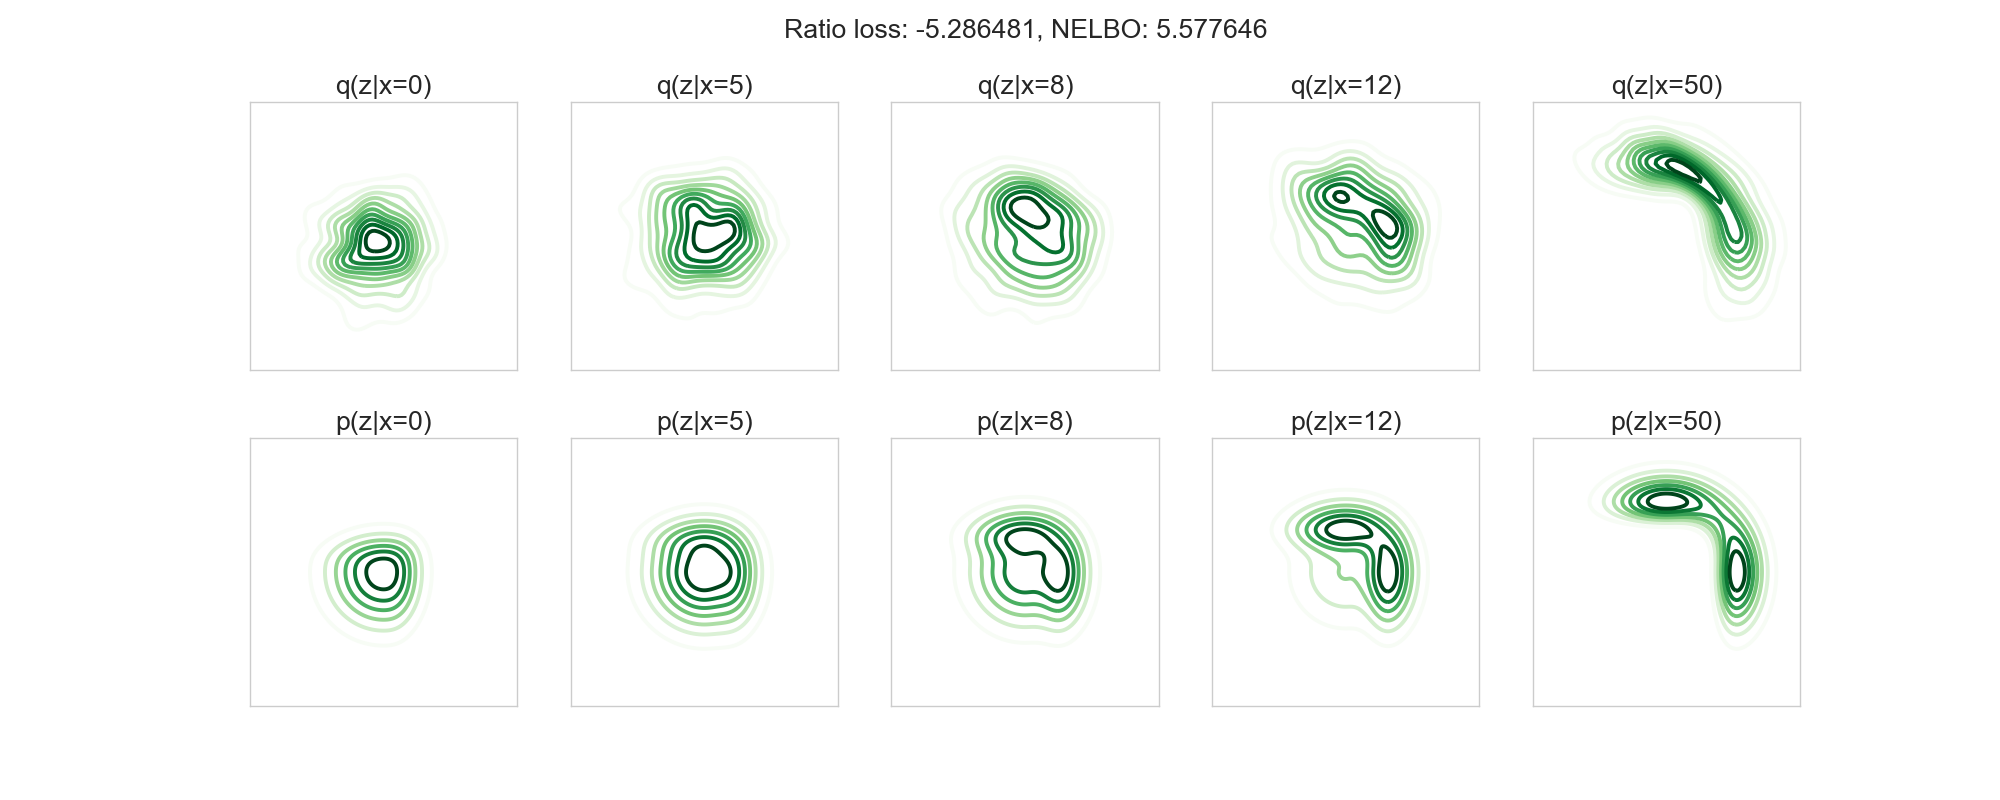 Ratio loss: -5.286481, NELBO: 5.577646
q(z|x=0) q(z|x=5) q(z|x=8) q(z|x=12) q(z|x=50)
p(z|x=0) p(z|x=5) p(z|x=8) p(z|x=12) p(z|x=50)